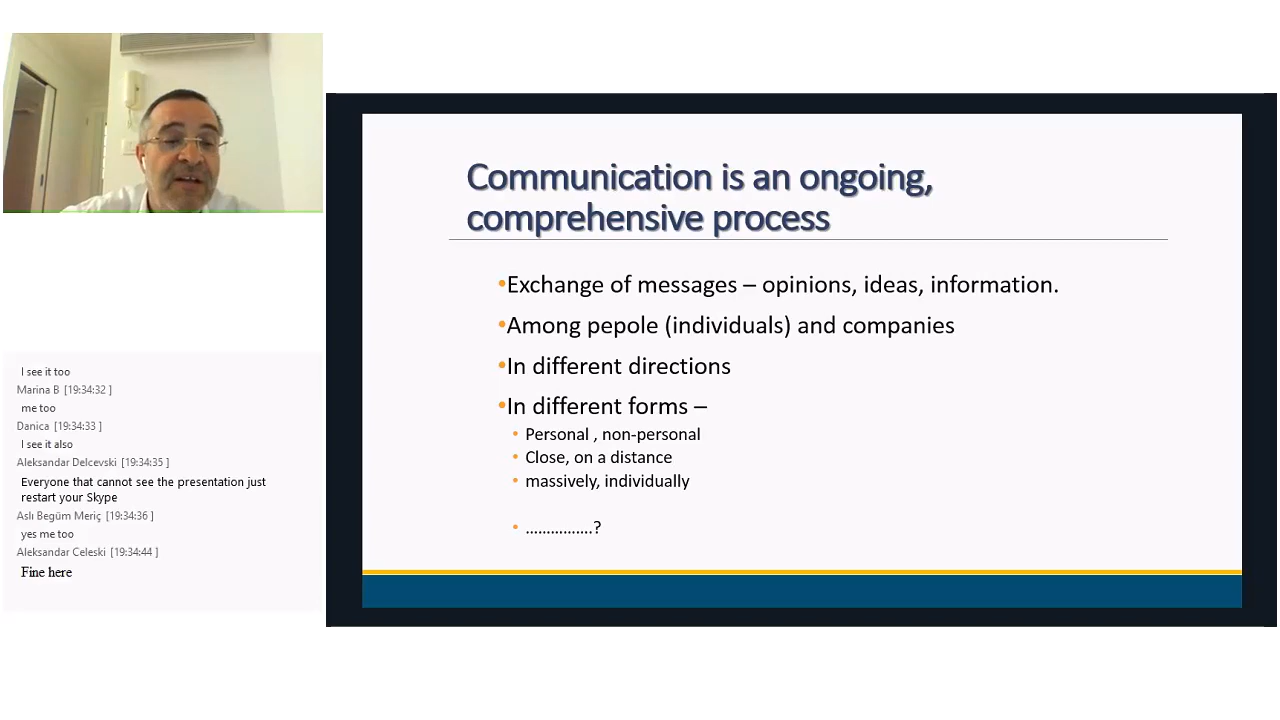 I see it too
Marina B [19:34:32 ]
me too
Danica [19:34:33 ]
I see it also
Aleksandar Delcevski [19:34:35 ]
Everyone that cannot see the presentation just
restart your Skype
Aslı Begüm Meriç [19:34:36 ]
yes me too
Aleksandar Celeski [19:34:44 ]
Fine here
Communication is an ongoing,
comprehensive process
•Exchange of messages – opinions, ideas, information.
•Among pepole (individuals) and companies
•In different directions
•In different forms –
• Personal , non-personal
• Close, on a distance
• massively, individually
• ................?